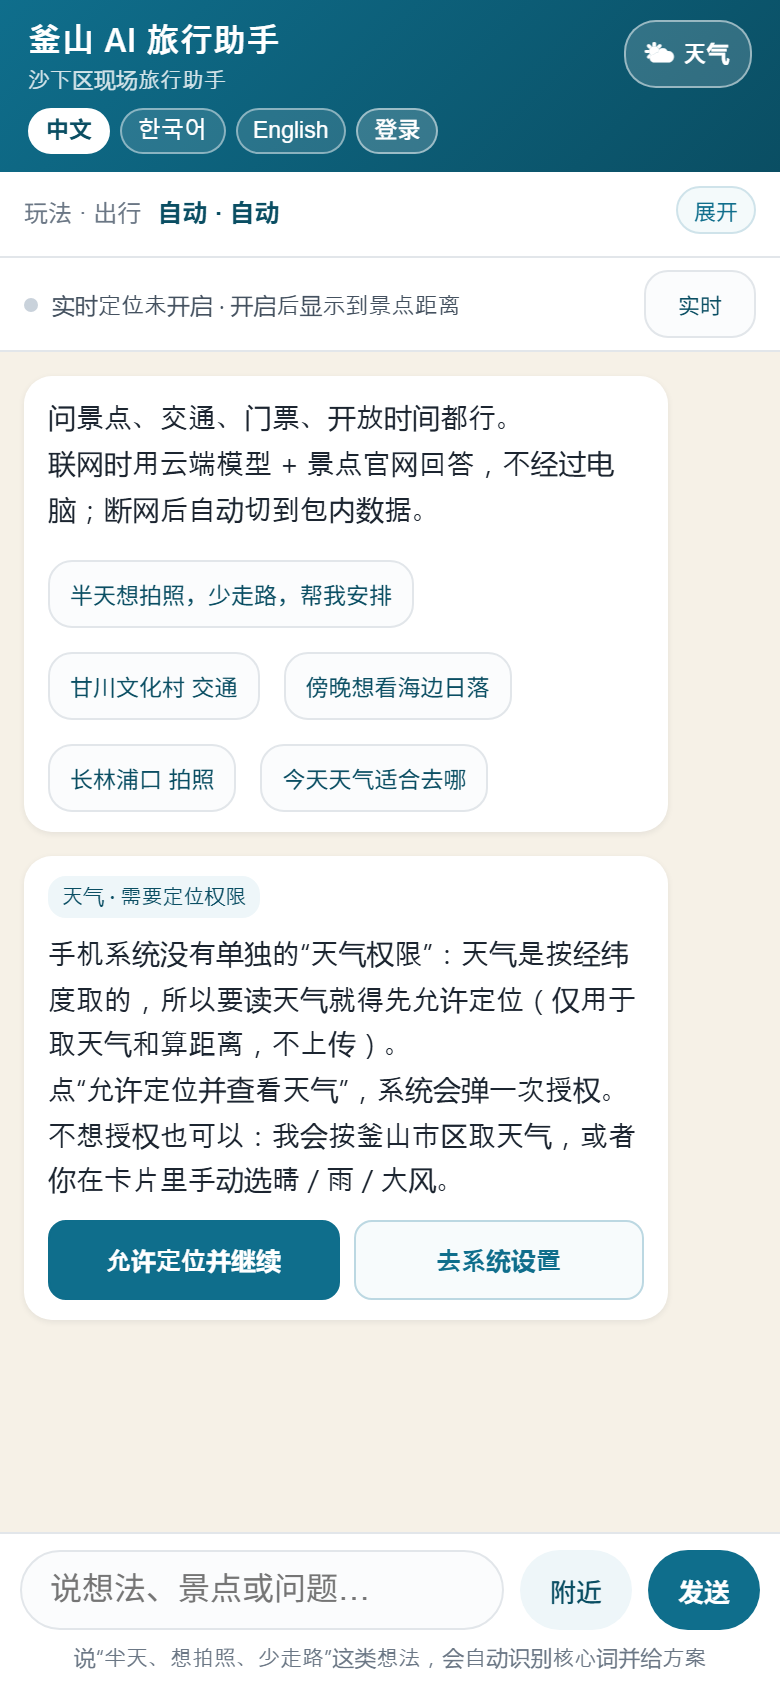 釜山 AI 旅行助手
沙下区现场旅行助手
天气
中文 한국어 English 登录
玩法 · 出行 自动 · 自动
展开
实时定位未开启 · 开启后显示到景点距离
实时
问景点、交通、门票、开放时间都行。
联网时用云端模型 + 景点官网回答，不经过电
脑；断网后自动切到包内数据。
半天想拍照，少走路，帮我安排
甘川文化村 交通
傍晚想看海边日落
长林浦口 拍照
今天天气适合去哪
天气 · 需要定位权限
手机系统没有单独的“天气权限”：天气是按经纬
度取的，所以要读天气就得先允许定位（仅用于
取天气和算距离，不上传）。
点“允许定位并查看天气”，系统会弹一次授权。
不想授权也可以：我会按釜山市区取天气，或者
你在卡片里手动选晴 / 雨 / 大风。
允许定位并继续
去系统设置
说想法、景点或问题…
附近
发送
说“半天、想拍照、少走路”这类想法，会自动识别核心词并给方案